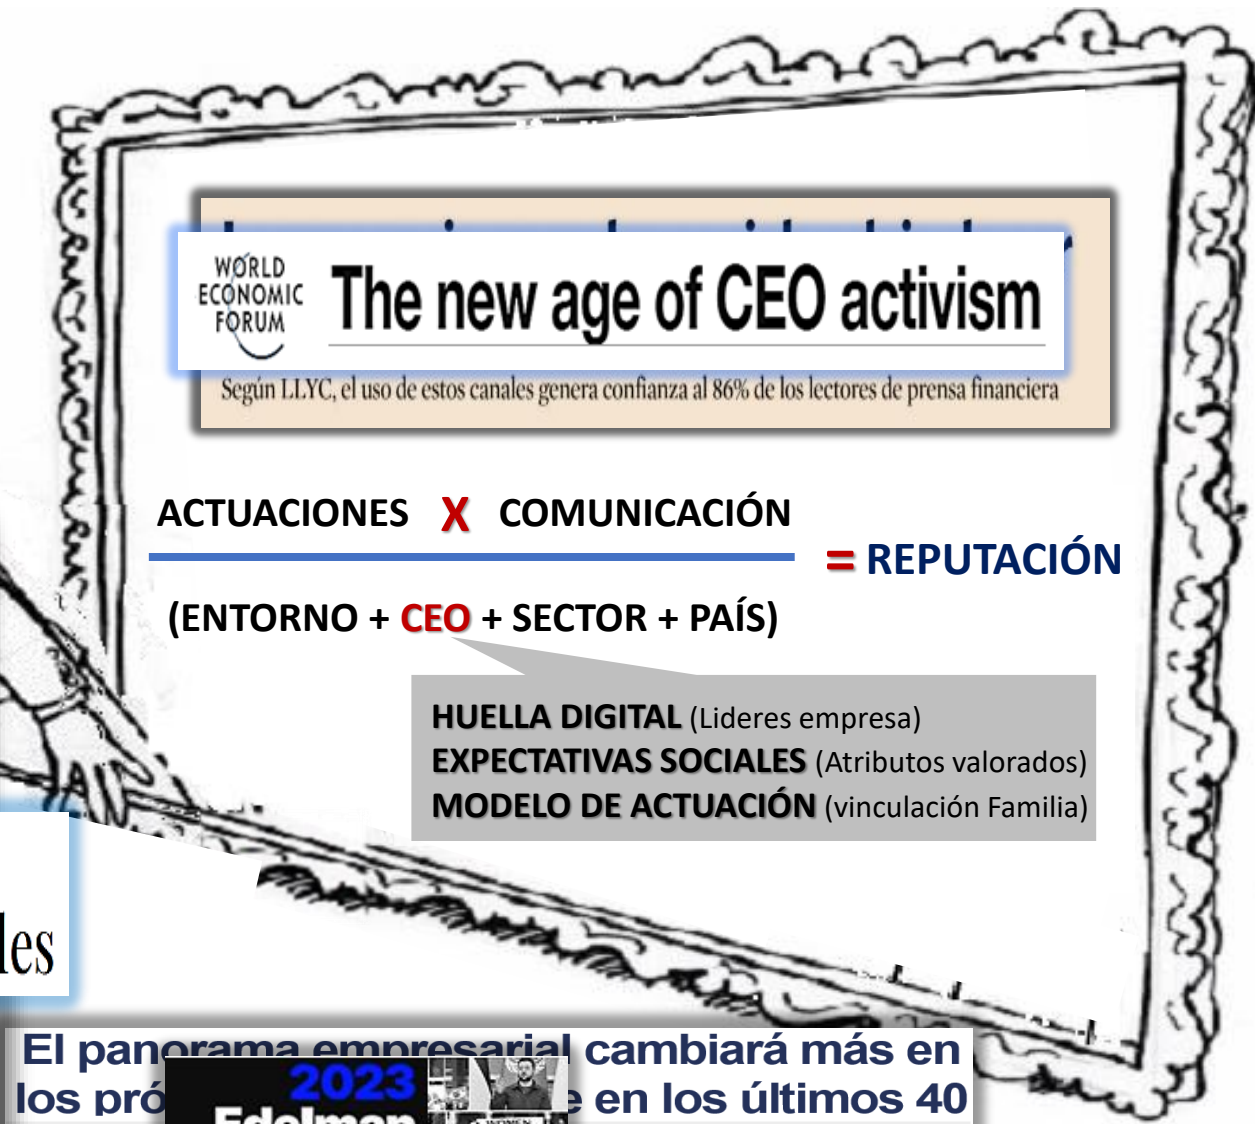 WORLD
ECONOMIC
FORUM
The new age of CEO activism
Según LLYC, el uso de estos canales genera confianza al 86% de los lectores de prensa financiera
ACTUACIONES X COMUNICACIÓN
= REPUTACIÓN
(ENTORNO + CEO + SECTOR + PAÍS)
HUELLA DIGITAL (Lideres empresa)
EXPECTATIVAS SOCIALES (Atributos valorados)
MODELO DE ACTUACIÓN (vinculación Familia)
les
El panorama empresarial cambiará más en
los pró e en los últimos 40
2023
Edelman